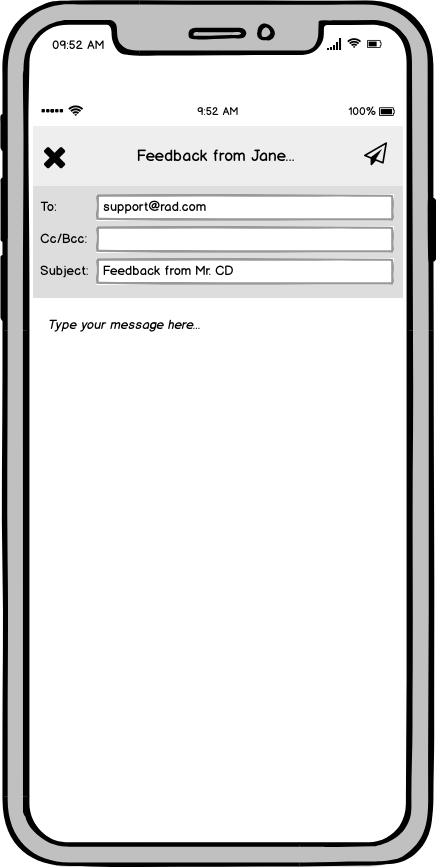 09:52 AM
9:52 AM 100%
Feedback from Jane...
To: support@rad.com
Cc/Bcc:
Subject: Feedback from Mr. CD
Type your message here...